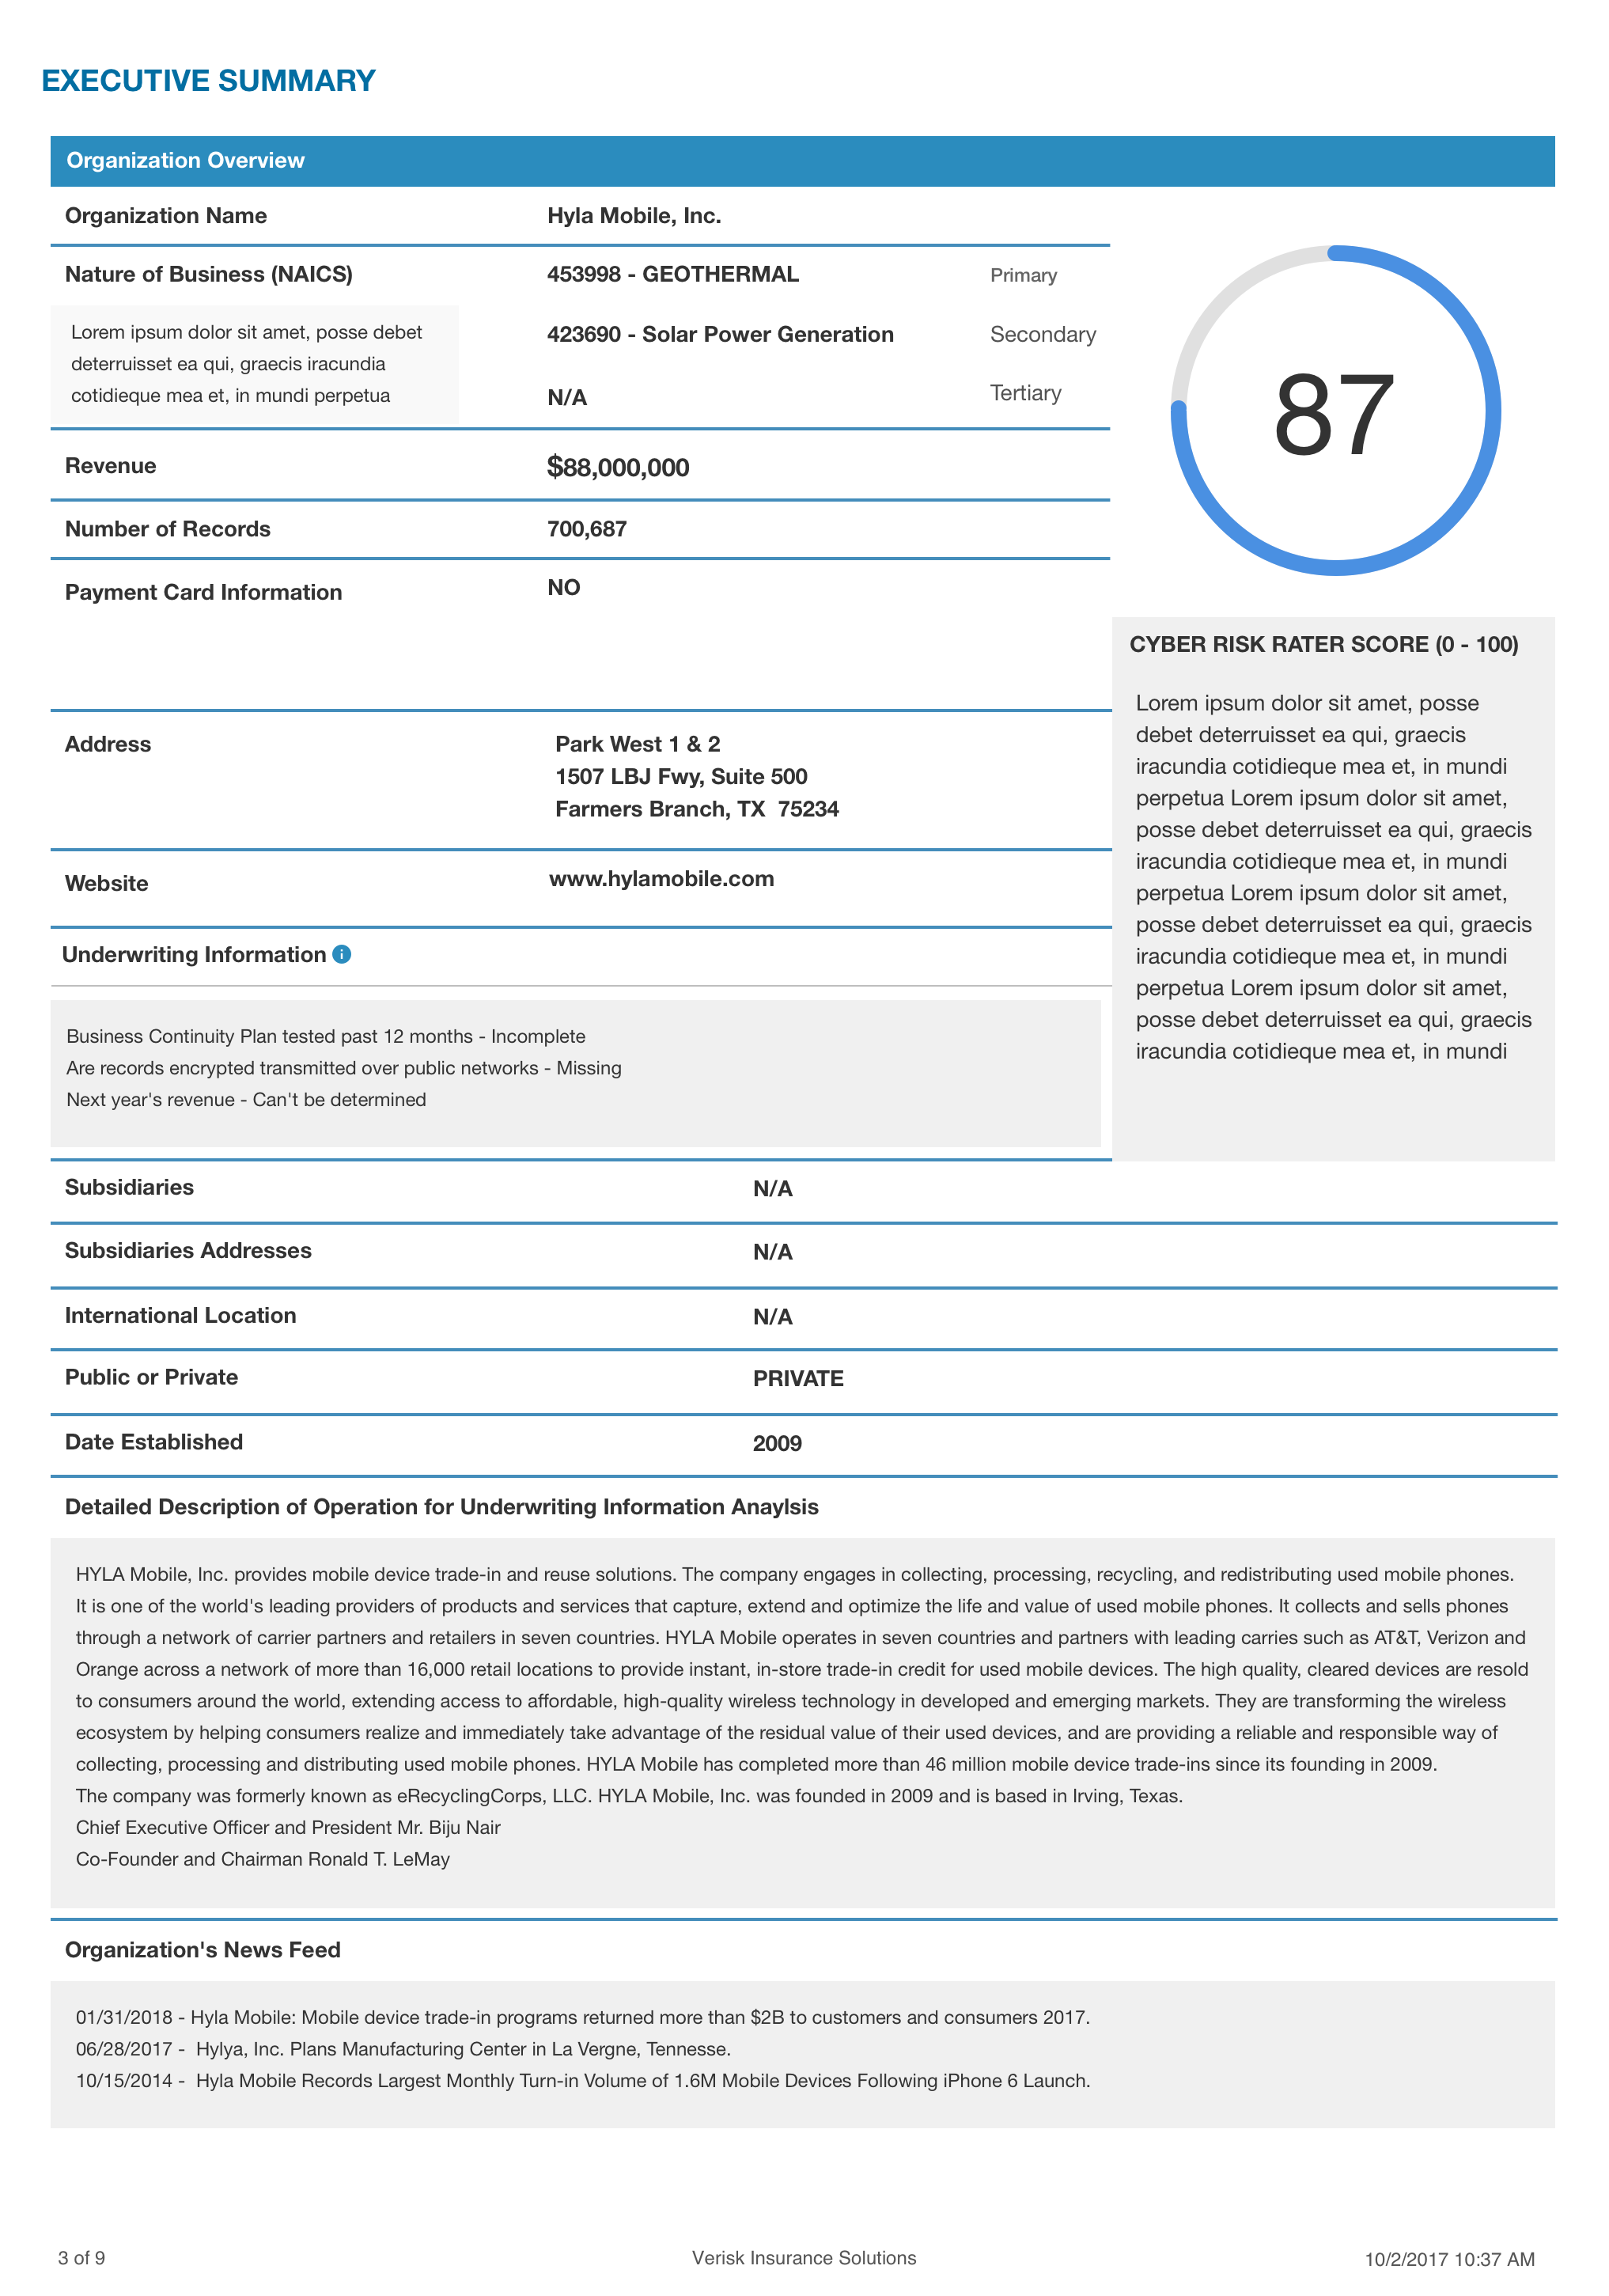 EXECUTIVE SUMMARY
Organization Overview
Organization Name
Hyla Mobile, Inc.
Nature of Business (NAICS)
453998 - GEOTHERMAL
Primary
Lorem ipsum dolor sit amet, posse debet
deterruisset ea qui, graecis iracundia
cotidieque mea et, in mundi perpetua
423690 - Solar Power Generation
Secondary
N/A
Tertiary
87
Revenue
$88,000,000
Number of Records
700,687
Payment Card Information
NO
CYBER RISK RATER SCORE (0 - 100)
Lorem ipsum dolor sit amet, posse
debet deterruisset ea qui, graecis
iracundia cotidieque mea et, in mundi
perpetua Lorem ipsum dolor sit amet,
posse debet deterruisset ea qui, graecis
iracundia cotidieque mea et, in mundi
perpetua Lorem ipsum dolor sit amet,
posse debet deterruisset ea qui, graecis
iracundia cotidieque mea et, in mundi
perpetua Lorem ipsum dolor sit amet,
posse debet deterruisset ea qui, graecis
iracundia cotidieque mea et, in mundi
Address
Park West 1 & 2
1507 LBJ Fwy, Suite 500
Farmers Branch, TX 75234
Website
www.hylamobile.com
Underwriting Information i
Business Continuity Plan tested past 12 months - Incomplete
Are records encrypted transmitted over public networks - Missing
Next year's revenue - Can't be determined
Subsidiaries
N/A
Subsidiaries Addresses
N/A
International Location
N/A
Public or Private
PRIVATE
Date Established
2009
Detailed Description of Operation for Underwriting Information Anaylsis
HYLA Mobile, Inc. provides mobile device trade-in and reuse solutions. The company engages in collecting, processing, recycling, and redistributing used mobile phones.
It is one of the world's leading providers of products and services that capture, extend and optimize the life and value of used mobile phones. It collects and sells phones
through a network of carrier partners and retailers in seven countries. HYLA Mobile operates in seven countries and partners with leading carries such as AT&T, Verizon and
Orange across a network of more than 16,000 retail locations to provide instant, in-store trade-in credit for used mobile devices. The high quality, cleared devices are resold
to consumers around the world, extending access to affordable, high-quality wireless technology in developed and emerging markets. They are transforming the wireless
ecosystem by helping consumers realize and immediately take advantage of the residual value of their used devices, and are providing a reliable and responsible way of
collecting, processing and distributing used mobile phones. HYLA Mobile has completed more than 46 million mobile device trade-ins since its founding in 2009.
The company was formerly known as eRecyclingCorps, LLC. HYLA Mobile, Inc. was founded in 2009 and is based in Irving, Texas.
Chief Executive Officer and President Mr. Biju Nair
Co-Founder and Chairman Ronald T. LeMay
Organization's News Feed
01/31/2018 - Hyla Mobile: Mobile device trade-in programs returned more than $2B to customers and consumers 2017.
06/28/2017 - Hylya, Inc. Plans Manufacturing Center in La Vergne, Tennesse.
10/15/2014 - Hyla Mobile Records Largest Monthly Turn-in Volume of 1.6M Mobile Devices Following iPhone 6 Launch.
3 of 9
Verisk Insurance Solutions
10/2/2017 10:37 AM